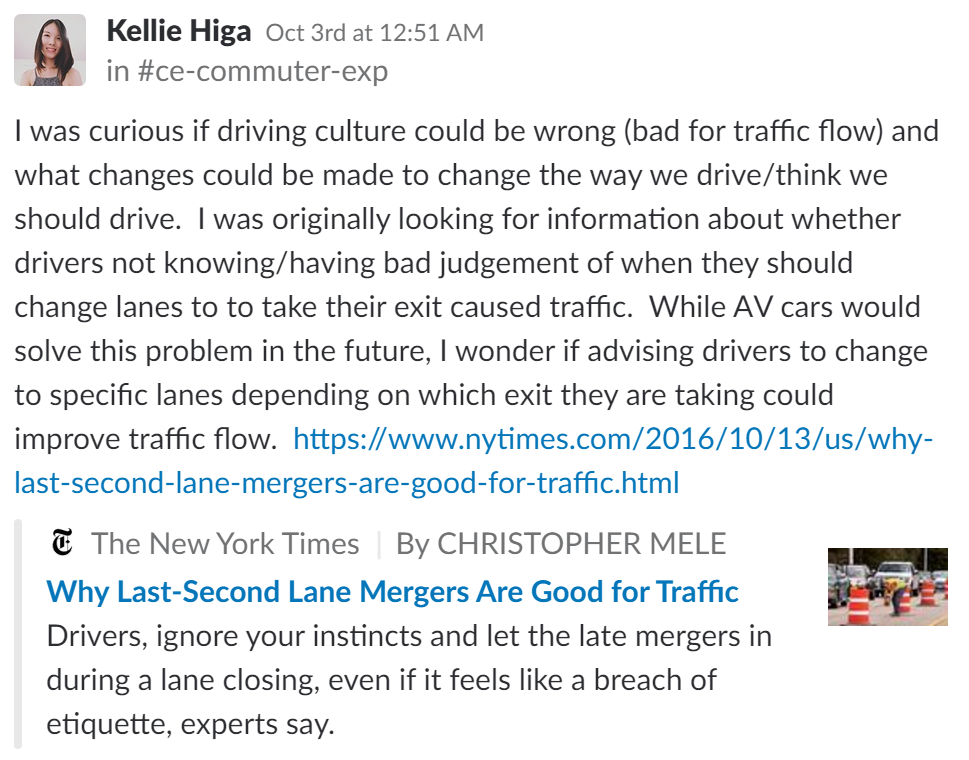 Kellie Higa Oct 3rd at 12:51 AM
in #ce-commuter-exp
I was curious if driving culture could be wrong (bad for traffic flow) and
what changes could be made to change the way we drive/think we
should drive.  I was originally looking for information about whether
drivers not knowing/having bad judgement of when they should
change lanes to to take their exit caused traffic.  While AV cars would
solve this problem in the future, I wonder if advising drivers to change
to specific lanes depending on which exit they are taking could
improve traffic flow.  https://www.nytimes.com/2016/10/13/us/why-
last-second-lane-mergers-are-good-for-traffic.html
The New York Times | By CHRISTOPHER MELE
Why Last-Second Lane Mergers Are Good for Traffic
Drivers, ignore your instincts and let the late mergers in
during a lane closing, even if it feels like a breach of
etiquette, experts say.